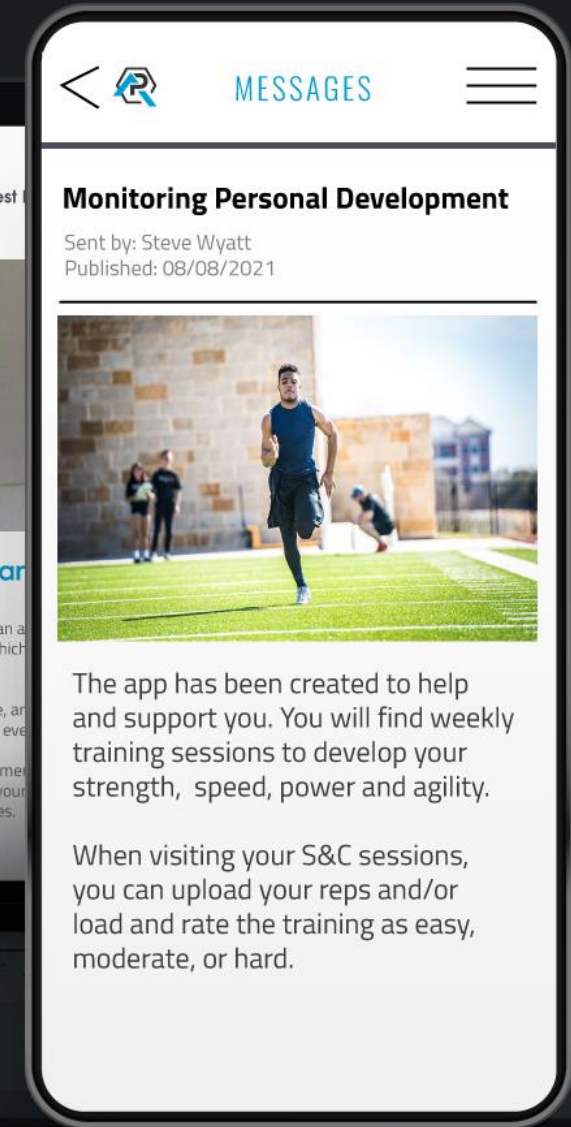 MESSAGES
Monitoring Personal Development
Sent by: Steve Wyatt
Published: 08/08/2021
The app has been created to help
and support you. You will find weekly
training sessions to develop your
strength, speed, power and agility.
When visiting your S&C sessions,
you can upload your reps and/or
load and rate the training as easy,
moderate, or hard.